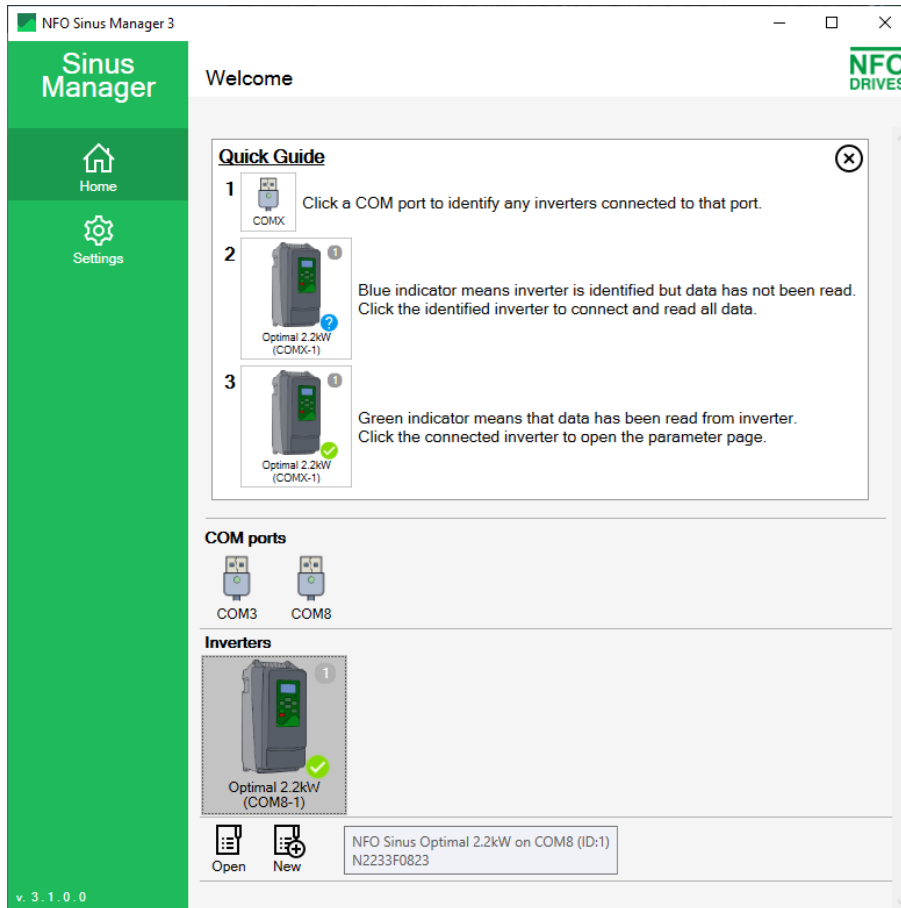 NFO Sinus Manager 3
Sinus
Manager
Welcome
NFO
DRIVES
Home
Settings
Quick Guide
1
COMX
Click a COM port to identify any inverters connected to that port.
2
1
?
Optimal 2.2kW
(COMX-1)
Blue indicator means inverter is identified but data has not been read.
Click the identified inverter to connect and read all data.
3
1
Optimal 2.2kW
(COMX-1)
Green indicator means that data has been read from inverter.
Click the connected inverter to open the parameter page.
COM ports
COM3
COM8
Inverters
1
Optimal 2.2kW
(COM8-1)
Open
New
NFO Sinus Optimal 2.2kW on COM8 (ID:1)
N2233F0823
v. 3.1.0.0